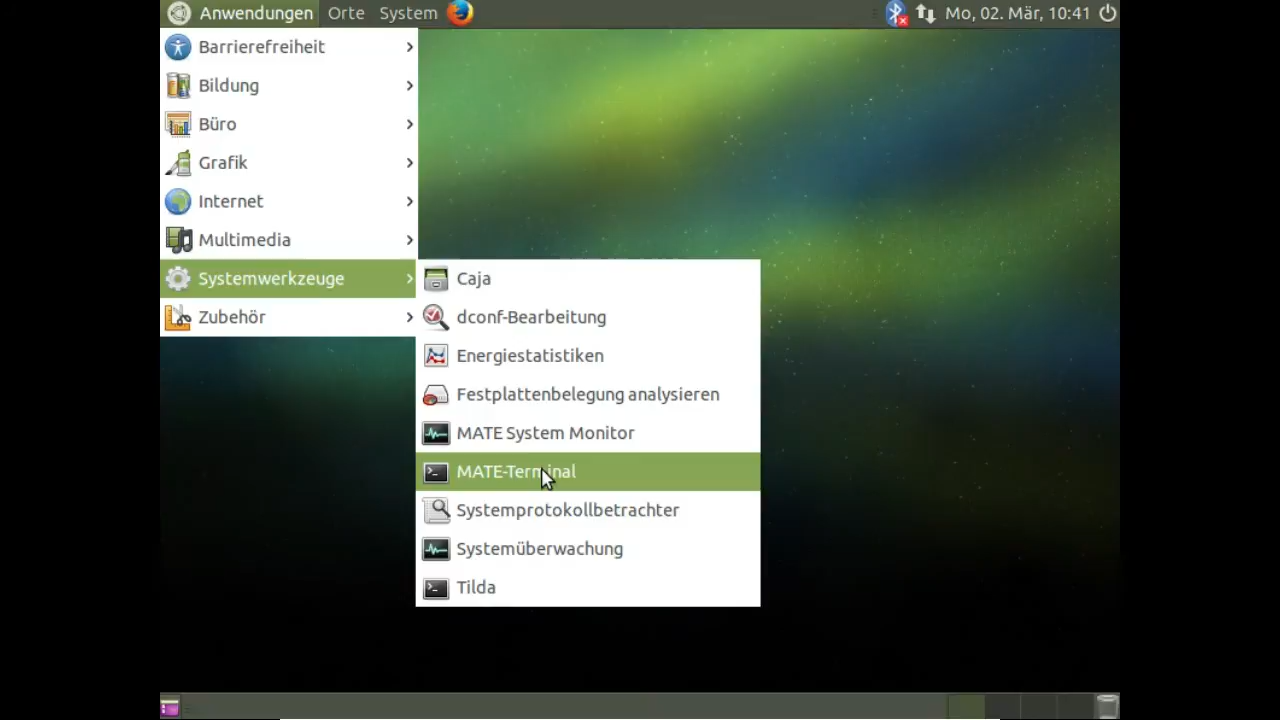 Anwendungen Orte System Mo, 02. Mär, 10:41
Barrierefreiheit
Bildung
Büro
Grafik
Internet
Multimedia
Systemwerkzeuge
Zubehör
Caja
dconf-Bearbeitung
Energiestatistiken
Festplattenbelegung analysieren
MATE System Monitor
MATE-Terminal
Systemprotokollbetrachter
Systemüberwachung
Tilda